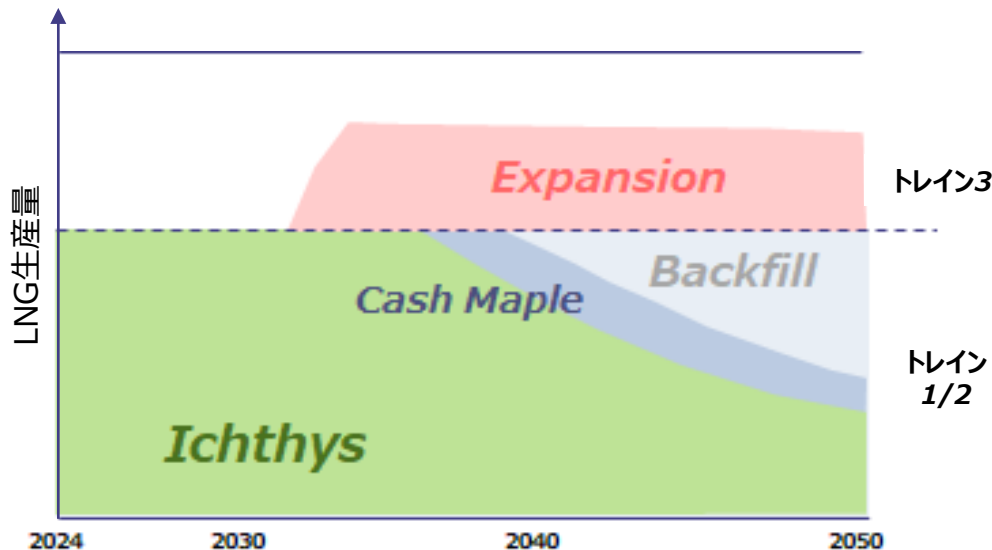 LNG生産量
Expansion
トレイン3
Backfill
Cash Maple
トレイン
1/2
Ichthys
2024
2030
2040
2050